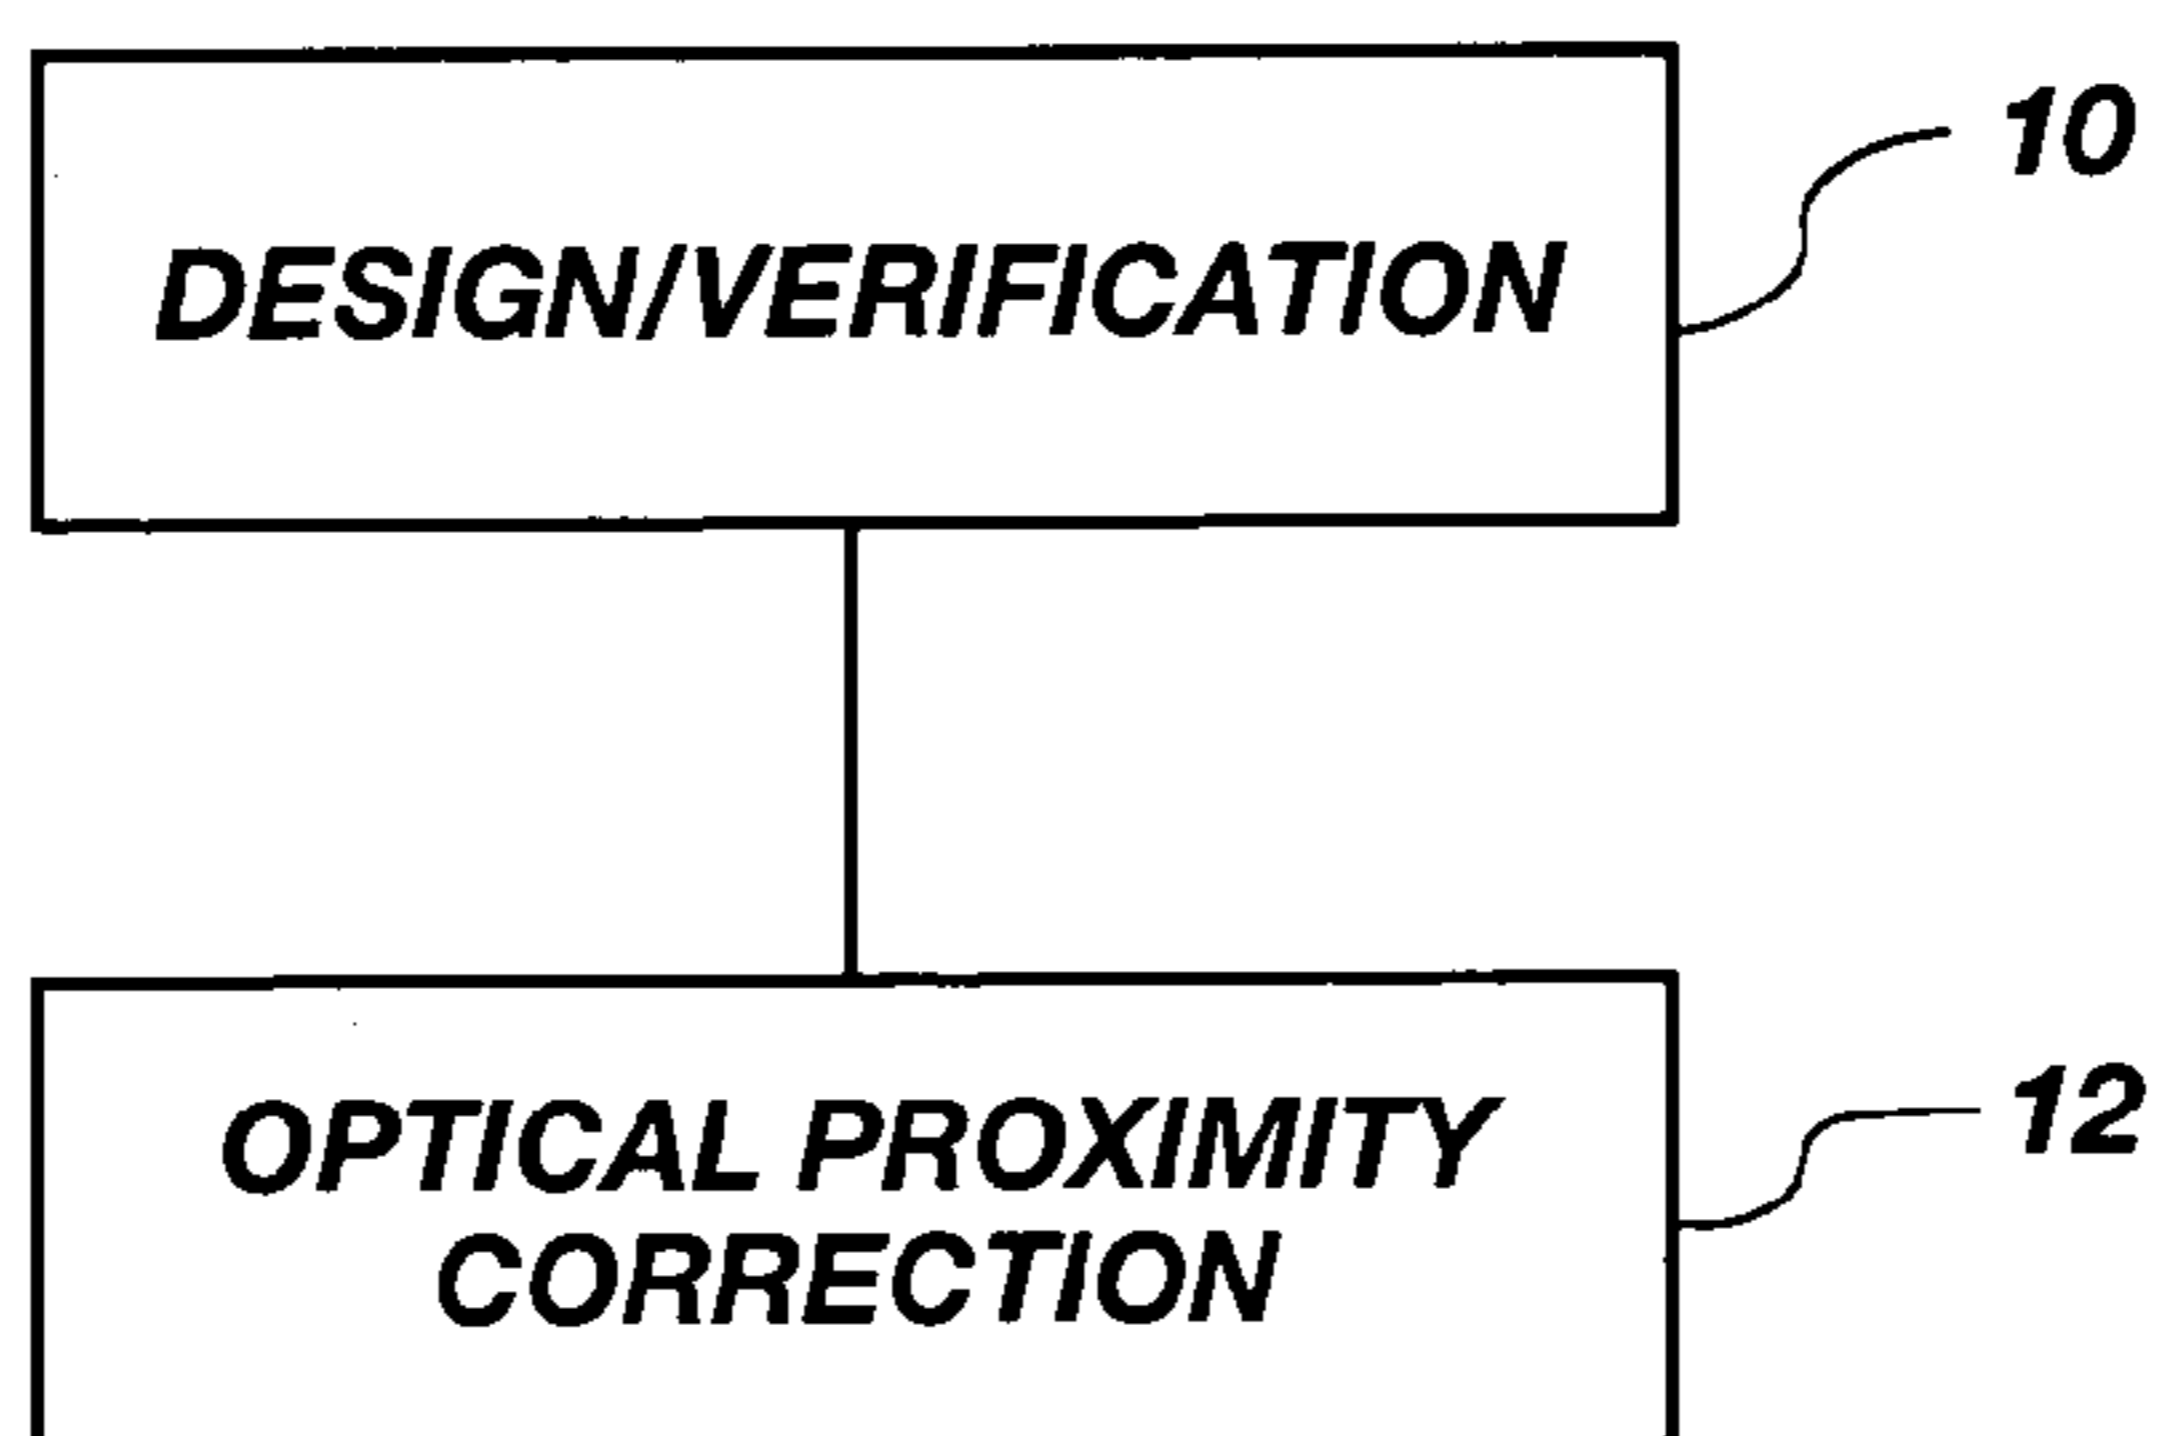 10
DESIGN/VERIFICATION
12
OPTICAL PROXIMITY
CORRECTION